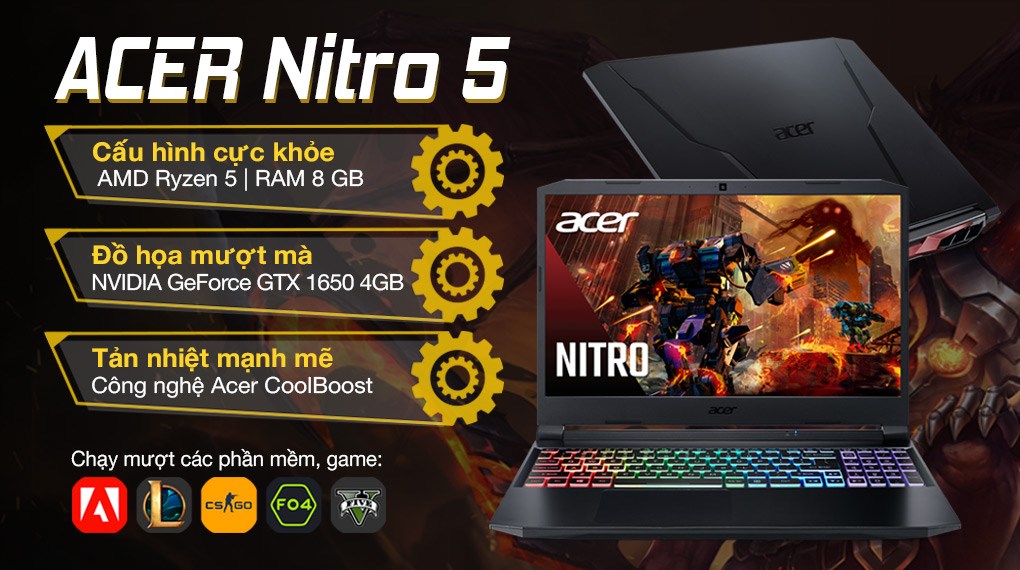 ACER Nitro 5
Cấu hình cực khỏe
AMD Ryzen 5 | RAM 8 GB
Đồ họa mượt mà
NVIDIA GeForce GTX 1650 4GB
Tản nhiệt mạnh mẽ
Công nghệ Acer CoolBoost
Chạy mượt các phần mềm, game:
L
CS:GO
FO4
V
FIVE
acer
acer
NITRO
acer